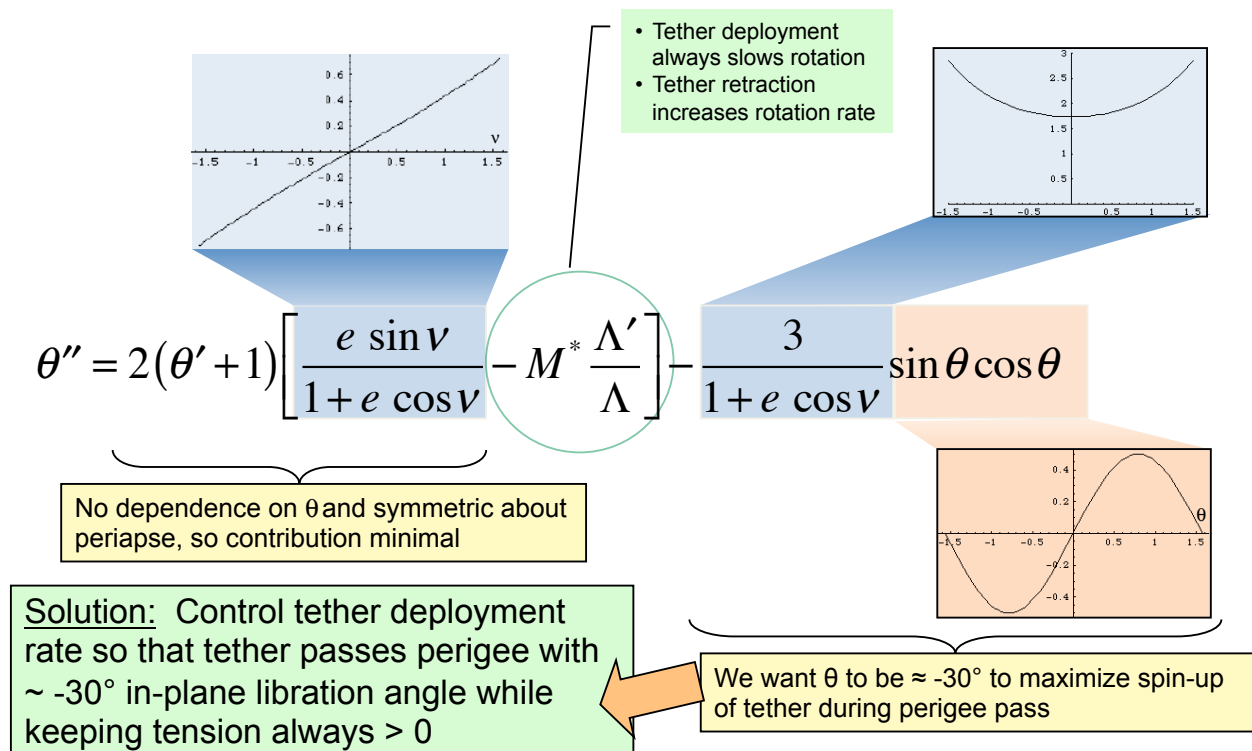 • Tether deployment
always slows rotation
• Tether retraction
increases rotation rate
0.6
0.4
0.2
ν
-1.5 -1 -0.5 0.5 1 1.5
-0.2
-0.4
-0.6
3
2.5
2
1.5
1
0.5
-1.5 -1 -0.5 0.5 1 1.5
θ″ = 2(θ′ + 1)[ e sin ν / (1 + e cos ν) − M* Λ′/Λ ] − 3 / (1 + e cos ν) sin θ cos θ
No dependence on θ and symmetric about
periapse, so contribution minimal
0.4
0.2
θ
-1.5 -1 -0.5 0.5 1 1.5
-0.2
-0.4
Solution: Control tether deployment
rate so that tether passes perigee with
~ -30° in-plane libration angle while
keeping tension always > 0
We want θ to be ≈ -30° to maximize spin-up
of tether during perigee pass